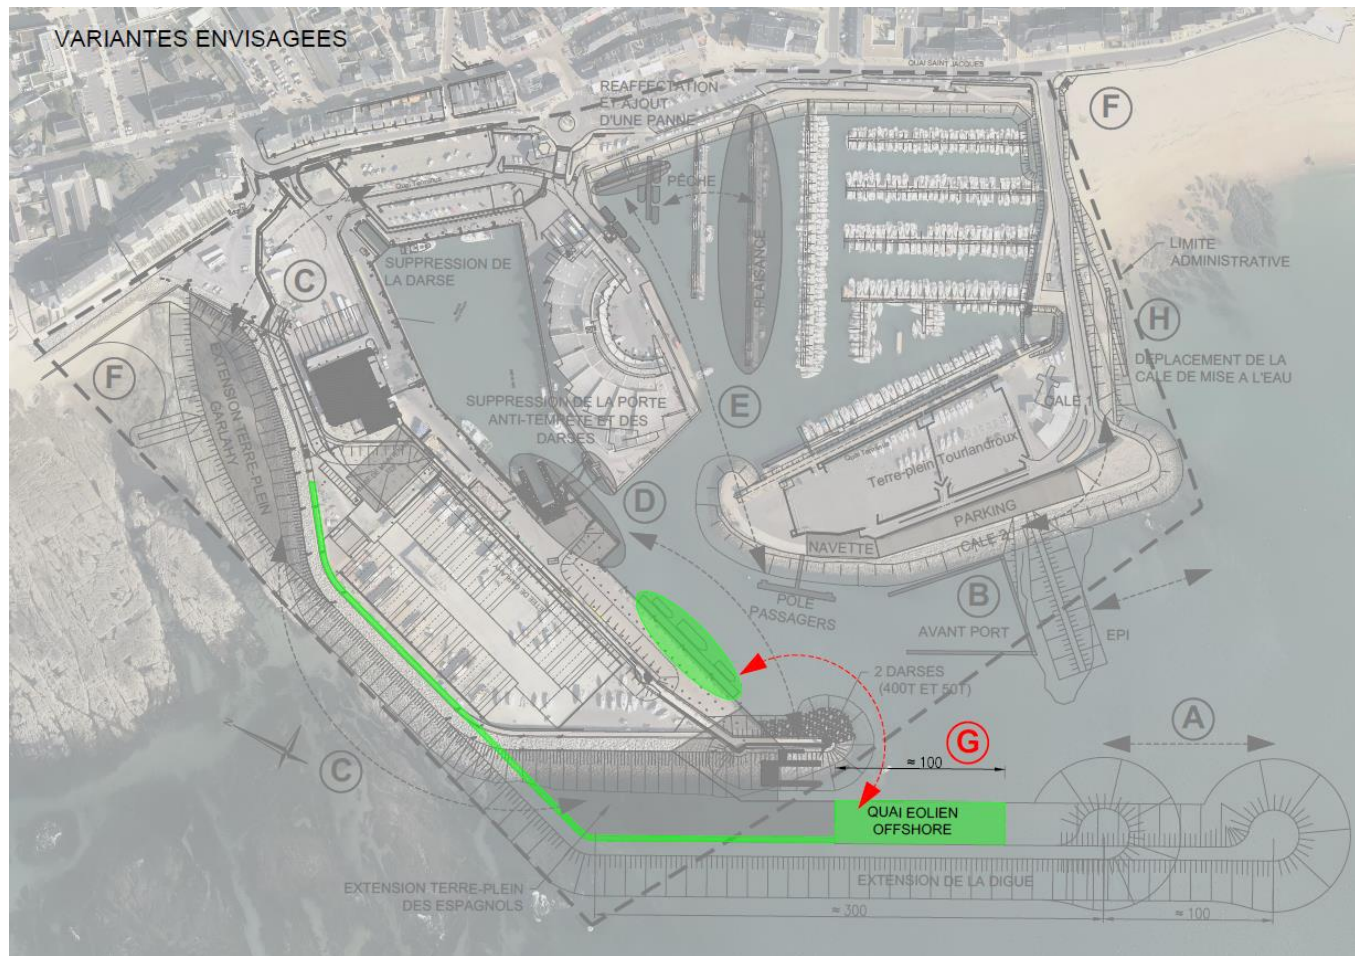 VARIANTES ENVISAGEES
QUAI SAINT JACQUES
REAFFECTATION
ET AJOUT
D'UNE PANNE
F
PÊCHE
PLAISANCE
LIMITE
ADMINISTRATIVE
SUPPRESSION DE
LA DARSE
C
H
DEPLACEMENT DE LA
CALE DE MISE A L'EAU
F
EXTENSION TERRE-PLEIN
GARLAHY
SUPPRESSION DE LA PORTE
ANTI-TEMPETE ET DES
DARSES
E
CALE 1
Terre-plein Tourlandroux
D
PARKING
NAVETTE
CALE 2
B
POLE
PASSAGERS
AVANT PORT
EPI
2 DARSES
(400T ET 50T)
A
G
≈ 100
C
QUAI EOLIEN
OFFSHORE
EXTENSION TERRE-PLEIN
DES ESPAGNOLS
EXTENSION DE LA DIGUE
≈ 300
≈ 100